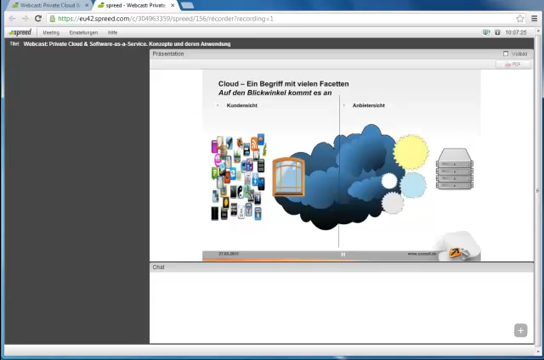 Webcast: Private Cloud S
spreed - Webcast: Privat
https://eu42.spreed.com/c/304963359/spreed/156/recorder?recording=1
spreed
Meeting
Einstellungen
Hilfe
10:07:25
Titel: Webcast: Private Cloud & Software-as-a-Service, Konzepte und deren Anwendung
Präsentation
Vollbild
Cloud – Ein Begriff mit vielen Facetten
Auf den Blickwinkel kommt es an
Kundensicht
Anbietersicht
Chat